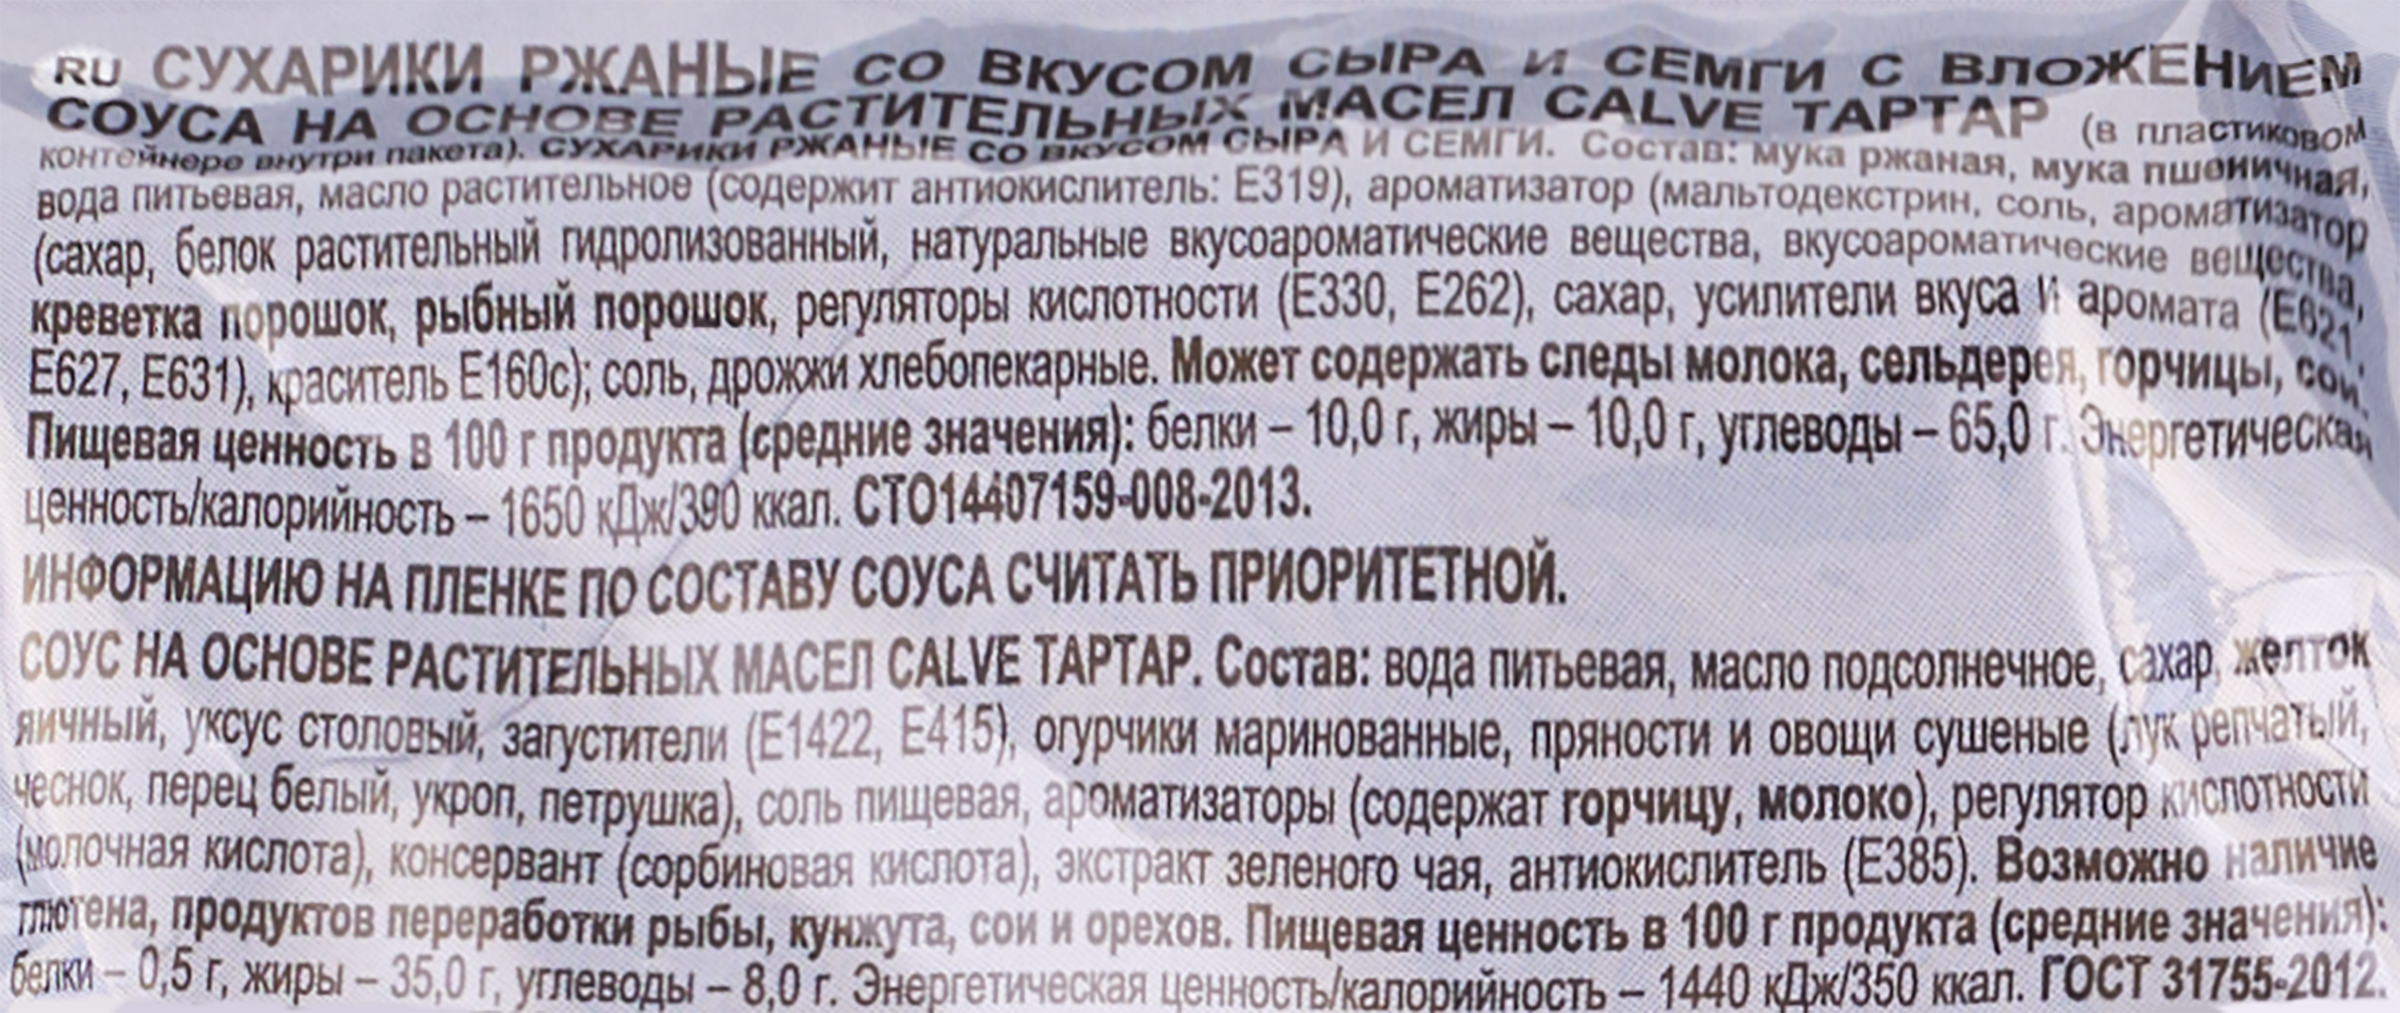 RU СУХАРИКИ РЖАНЫЕ СО ВКУСОМ СЫРА И СЕМГИ С ВЛОЖЕНИЕМ
СОУСА НА ОСНОВЕ РАСТИТЕЛЬНЫХ МАСЕЛ CALVE ТАРТАР (в пластиковом
контейнере внутри пакета). СУХАРИКИ РЖАНЫЕ СО ВКУСОМ СЫРА И СЕМГИ. Состав: мука ржаная, мука пшеничная,
вода питьевая, масло растительное (содержит антиокислитель: Е319), ароматизатор (мальтодекстрин, соль, ароматизатор
(сахар, белок растительный гидролизованный, натуральные вкусоароматические вещества, вкусоароматические вещества,
креветка порошок, рыбный порошок, регуляторы кислотности (Е330, Е262), сахар, усилители вкуса и аромата (Е621,
Е627, Е631), краситель Е160с); соль, дрожжи хлебопекарные. Может содержать следы молока, сельдерея, горчицы, сои.
Пищевая ценность в 100 г продукта (средние значения): белки – 10,0 г, жиры – 10,0 г, углеводы – 65,0 г. Энергетическая
ценность/калорийность – 1650 кДж/390 ккал. СТО14407159-008-2013.
ИНФОРМАЦИЮ НА ПЛЕНКЕ ПО СОСТАВУ СОУСА СЧИТАТЬ ПРИОРИТЕТНОЙ.
СОУС НА ОСНОВЕ РАСТИТЕЛЬНЫХ МАСЕЛ CALVE ТАРТАР. Состав: вода питьевая, масло подсолнечное, сахар, желток
яичный, уксус столовый, загустители (Е1422, Е415), огурчики маринованные, пряности и овощи сушеные (лук репчатый,
чеснок, перец белый, укроп, петрушка), соль пищевая, ароматизаторы (содержат горчицу, молоко), регулятор кислотности
(молочная кислота), консервант (сорбиновая кислота), экстракт зеленого чая, антиокислитель (Е385). Возможно наличие
глютена, продуктов переработки рыбы, кунжута, сои и орехов. Пищевая ценность в 100 г продукта (средние значения):
белки – 0,5 г, жиры – 35,0 г, углеводы – 8,0 г. Энергетическая ценность/калорийность – 1440 кДж/350 ккал. ГОСТ 31755-2012.